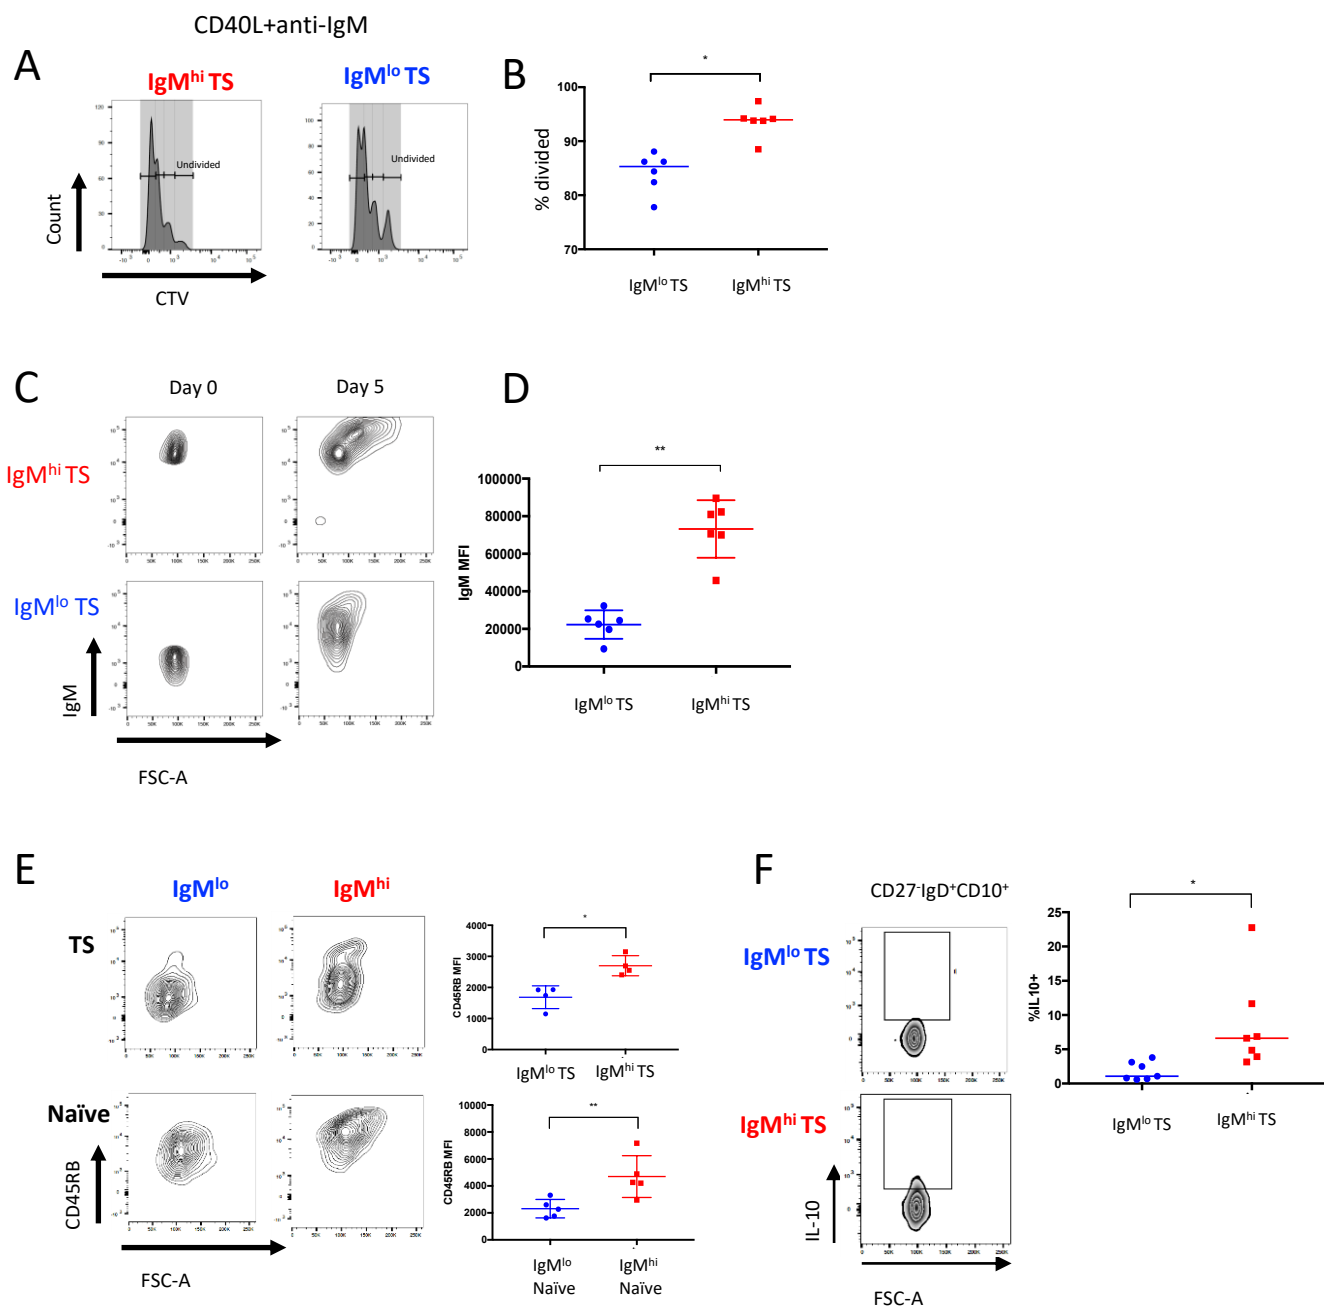 CD40L+anti-IgM
A
IgMhi TS
IgMlo TS
B
Undivided
Undivided
Count
CTV
*
% divided
100
90
80
70
IgMlo TS
IgMhi TS
C
Day 0
Day 5
D
IgMhi TS
IgMlo TS
IgM
FSC-A
**
IgM MFI
100000
80000
60000
40000
20000
0
IgMlo TS
IgMhi TS
E
IgMlo
IgMhi
TS
Naïve
CD45RB
FSC-A
*
CD45RB MFI
4000
3000
2000
1000
0
IgMlo TS
IgMhi TS
**
CD45RB MFI
10000
8000
6000
4000
2000
0
IgMlo
Naïve
IgMhi
Naïve
F
CD27-IgD+CD10+
IgMlo TS
IgMhi TS
IL-10
FSC-A
*
%IL10+
25
20
15
10
5
0
IgMlo TS
IgMhi TS